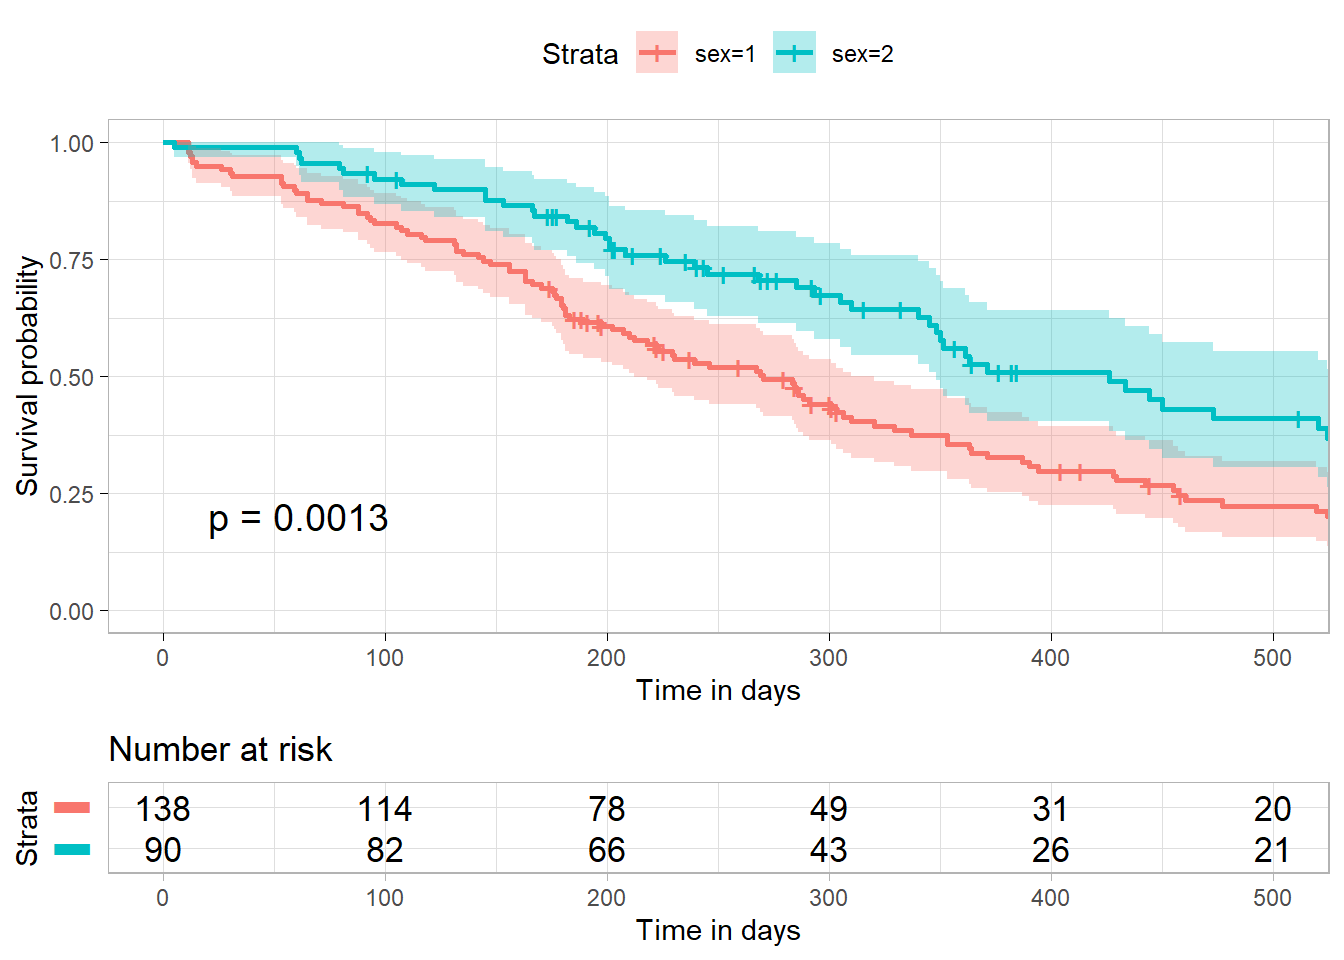 Strata sex=1 sex=2
1.00
0.75
0.50
0.25
0.00
Survival probability
p = 0.0013
0 100 200 300 400 500
Time in days
Number at risk
Strata
138 114 78 49 31 20
90 82 66 43 26 21
0 100 200 300 400 500
Time in days